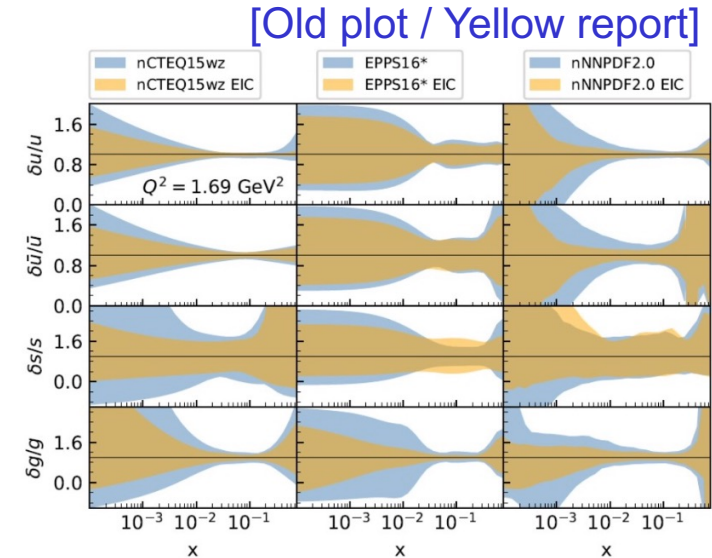 [Old plot / Yellow report]
nCTEQ15wz
nCTEQ15wz EIC
EPPS16*
EPPS16* EIC
nNNPDF2.0
nNNPDF2.0 EIC
δu/u
1.6
0.8
0.0
Q² = 1.69 GeV²
δū/ū
1.6
0.8
0.0
δs/s
1.6
0.0
δg/g
1.6
0.0
10⁻³ 10⁻² 10⁻¹
10⁻³ 10⁻² 10⁻¹
10⁻³ 10⁻² 10⁻¹
x
x
x